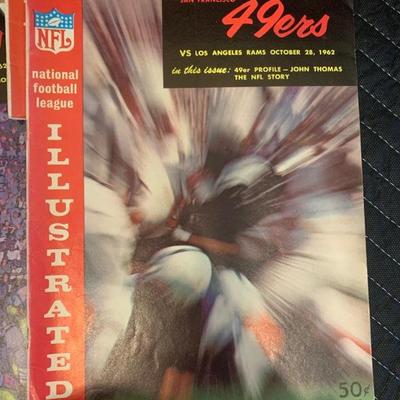 SAN FRANCISCO
49ers
VS LOS ANGELES RAMS OCTOBER 28, 1962
in this issue: 49er PROFILE — JOHN THOMAS
THE NFL STORY
NFL
national
football
league
ILLUSTRATED
50¢